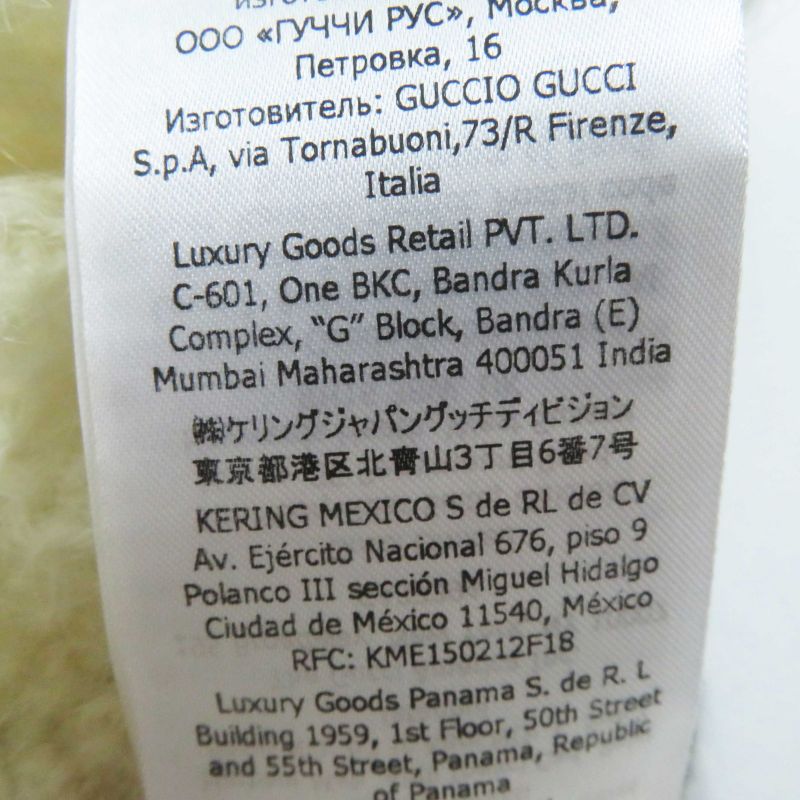 ООО «ГУЧЧИ РУС», Москва,
Петровка, 16
Изготовитель: GUCCIO GUCCI
S.p.A, via Tornabuoni,73/R Firenze,
Italia
Luxury Goods Retail PVT. LTD.
C-601, One BKC, Bandra Kurla
Complex, “G” Block, Bandra (E)
Mumbai Maharashtra 400051 India
㈱ケリングジャパングッチディビジョン
東京都港区北青山3丁目6番7号
KERING MEXICO S de RL de CV
Av. Ejército Nacional 676, piso 9
Polanco III sección Miguel Hidalgo
Ciudad de México 11540, México
RFC: KME150212F18
Luxury Goods Panama S. de R. L
Building 1959, 1st Floor, 50th Street
and 55th Street, Panama, Republic
of Panama